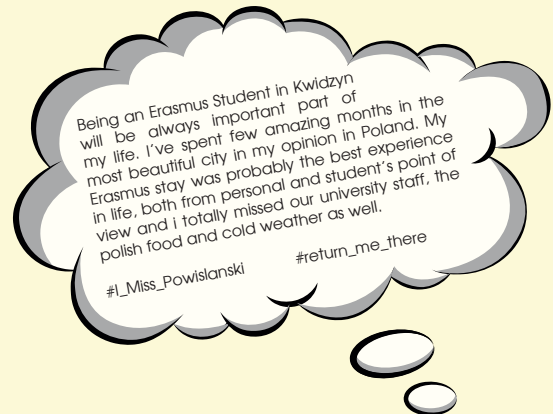 Being an Erasmus Student in Kwidzyn
will be always important part of
my life. I've spent few amazing months in the
most beautiful city in my opinion in Poland. My
Erasmus stay was probably the best experience
in life, both from personal and student's point of
view and i totally missed our university staff, the
polish food and cold weather as well.
#I_Miss_Powislanski #return_me_there